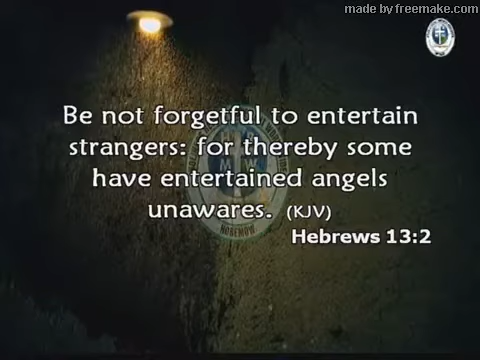 made by freemake.com
Be not forgetful to entertain
strangers: for thereby some
have entertained angels
unawares. (KJV)
Hebrews 13:2
HOREMOW